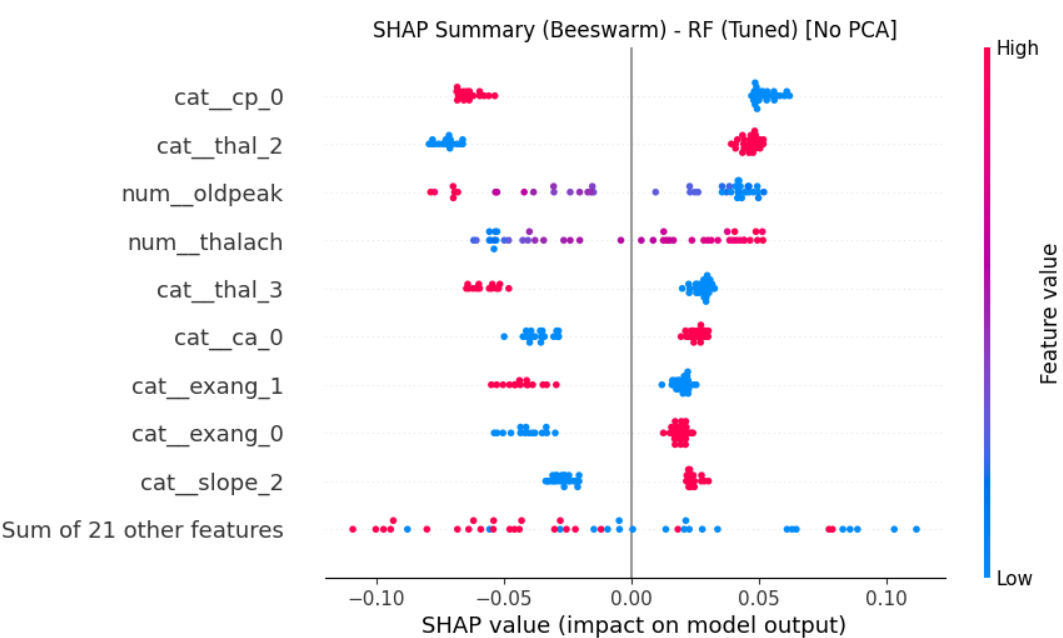 SHAP Summary (Beeswarm) - RF (Tuned) [No PCA]
High
cat__cp_0
cat__thal_2
num__oldpeak
num__thalach
cat__thal_3
cat__ca_0
cat__exang_1
cat__exang_0
cat__slope_2
Sum of 21 other features
Feature value
Low
−0.10 −0.05 0.00 0.05 0.10
SHAP value (impact on model output)